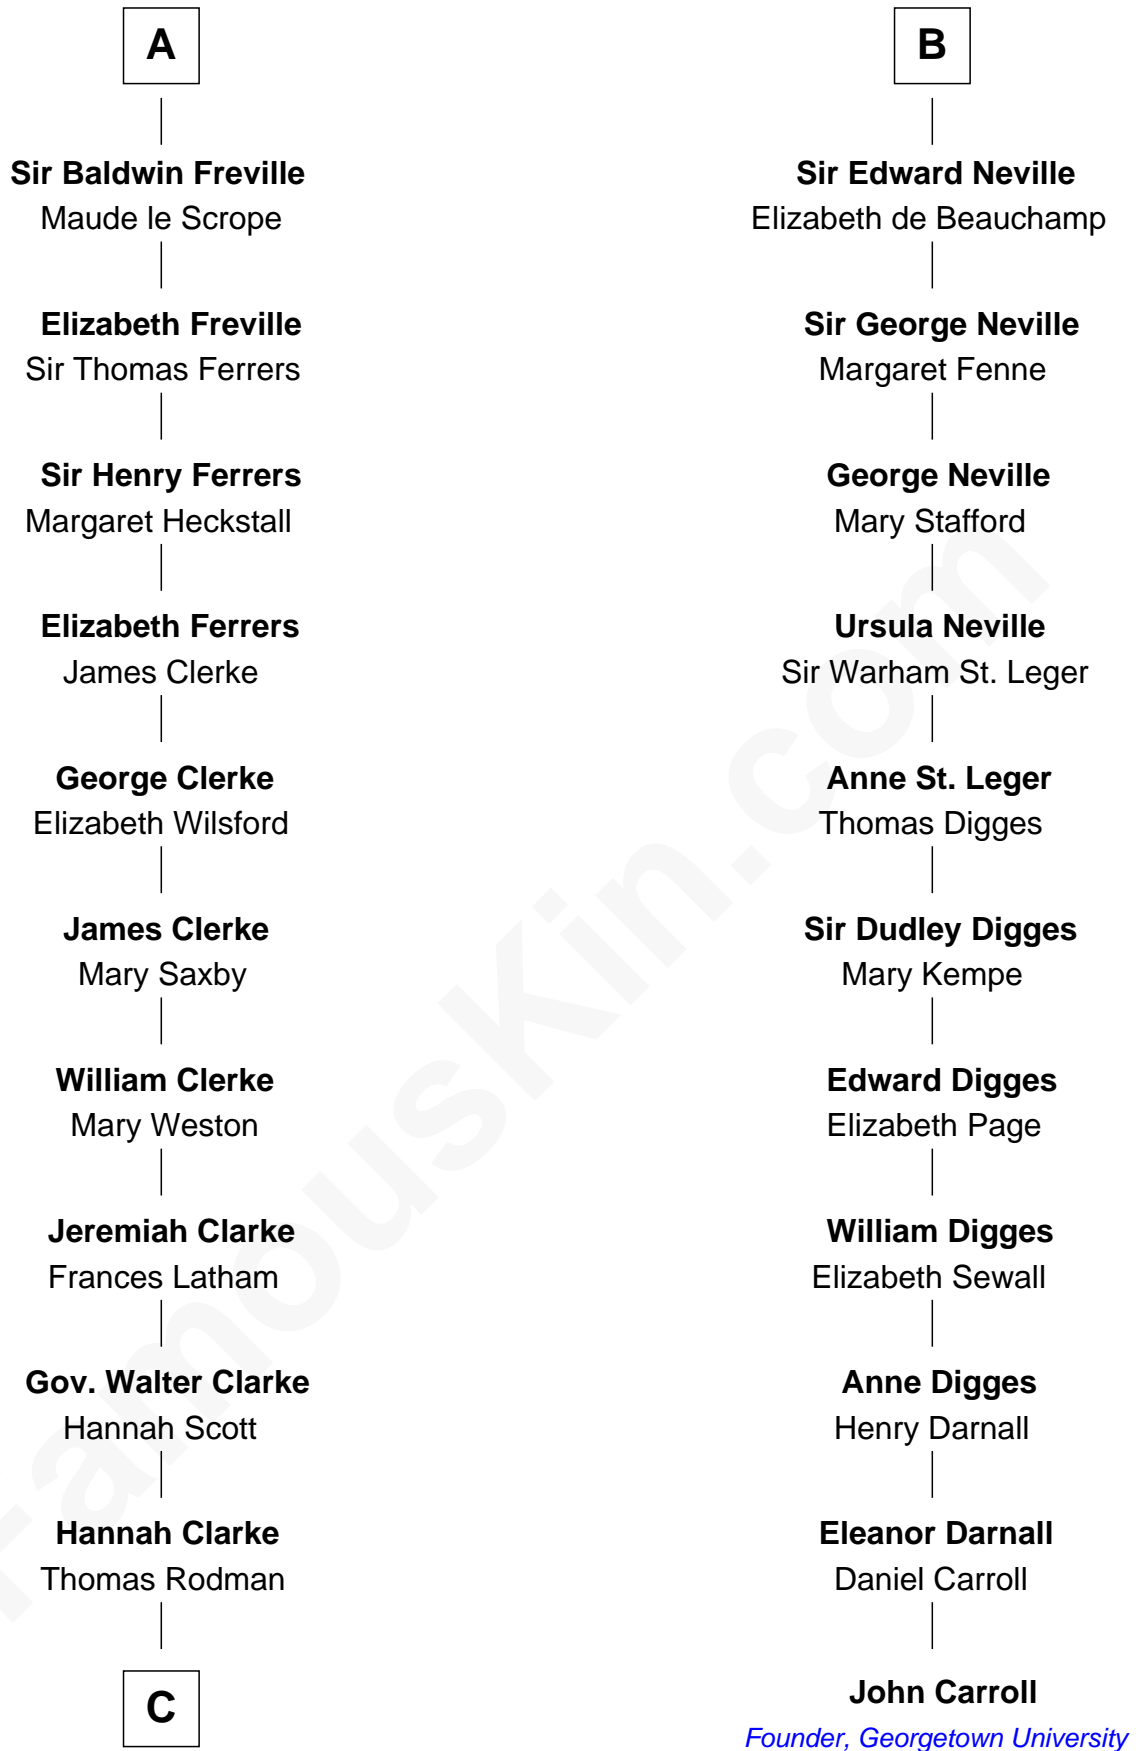 A
Sir Baldwin Freville
Maude le Scrope
Elizabeth Freville
Sir Thomas Ferrers
Sir Henry Ferrers
Margaret Heckstall
Elizabeth Ferrers
James Clerke
George Clerke
Elizabeth Wilsford
James Clerke
Mary Saxby
William Clerke
Mary Weston
Jeremiah Clarke
Frances Latham
Gov. Walter Clarke
Hannah Scott
Hannah Clarke
Thomas Rodman
C
B
Sir Edward Neville
Elizabeth de Beauchamp
Sir George Neville
Margaret Fenne
George Neville
Mary Stafford
Ursula Neville
Sir Warham St. Leger
Anne St. Leger
Thomas Digges
Sir Dudley Digges
Mary Kempe
Edward Digges
Elizabeth Page
William Digges
Elizabeth Sewall
Anne Digges
Henry Darnall
Eleanor Darnall
Daniel Carroll
John Carroll
Founder, Georgetown University
FamousKin.com